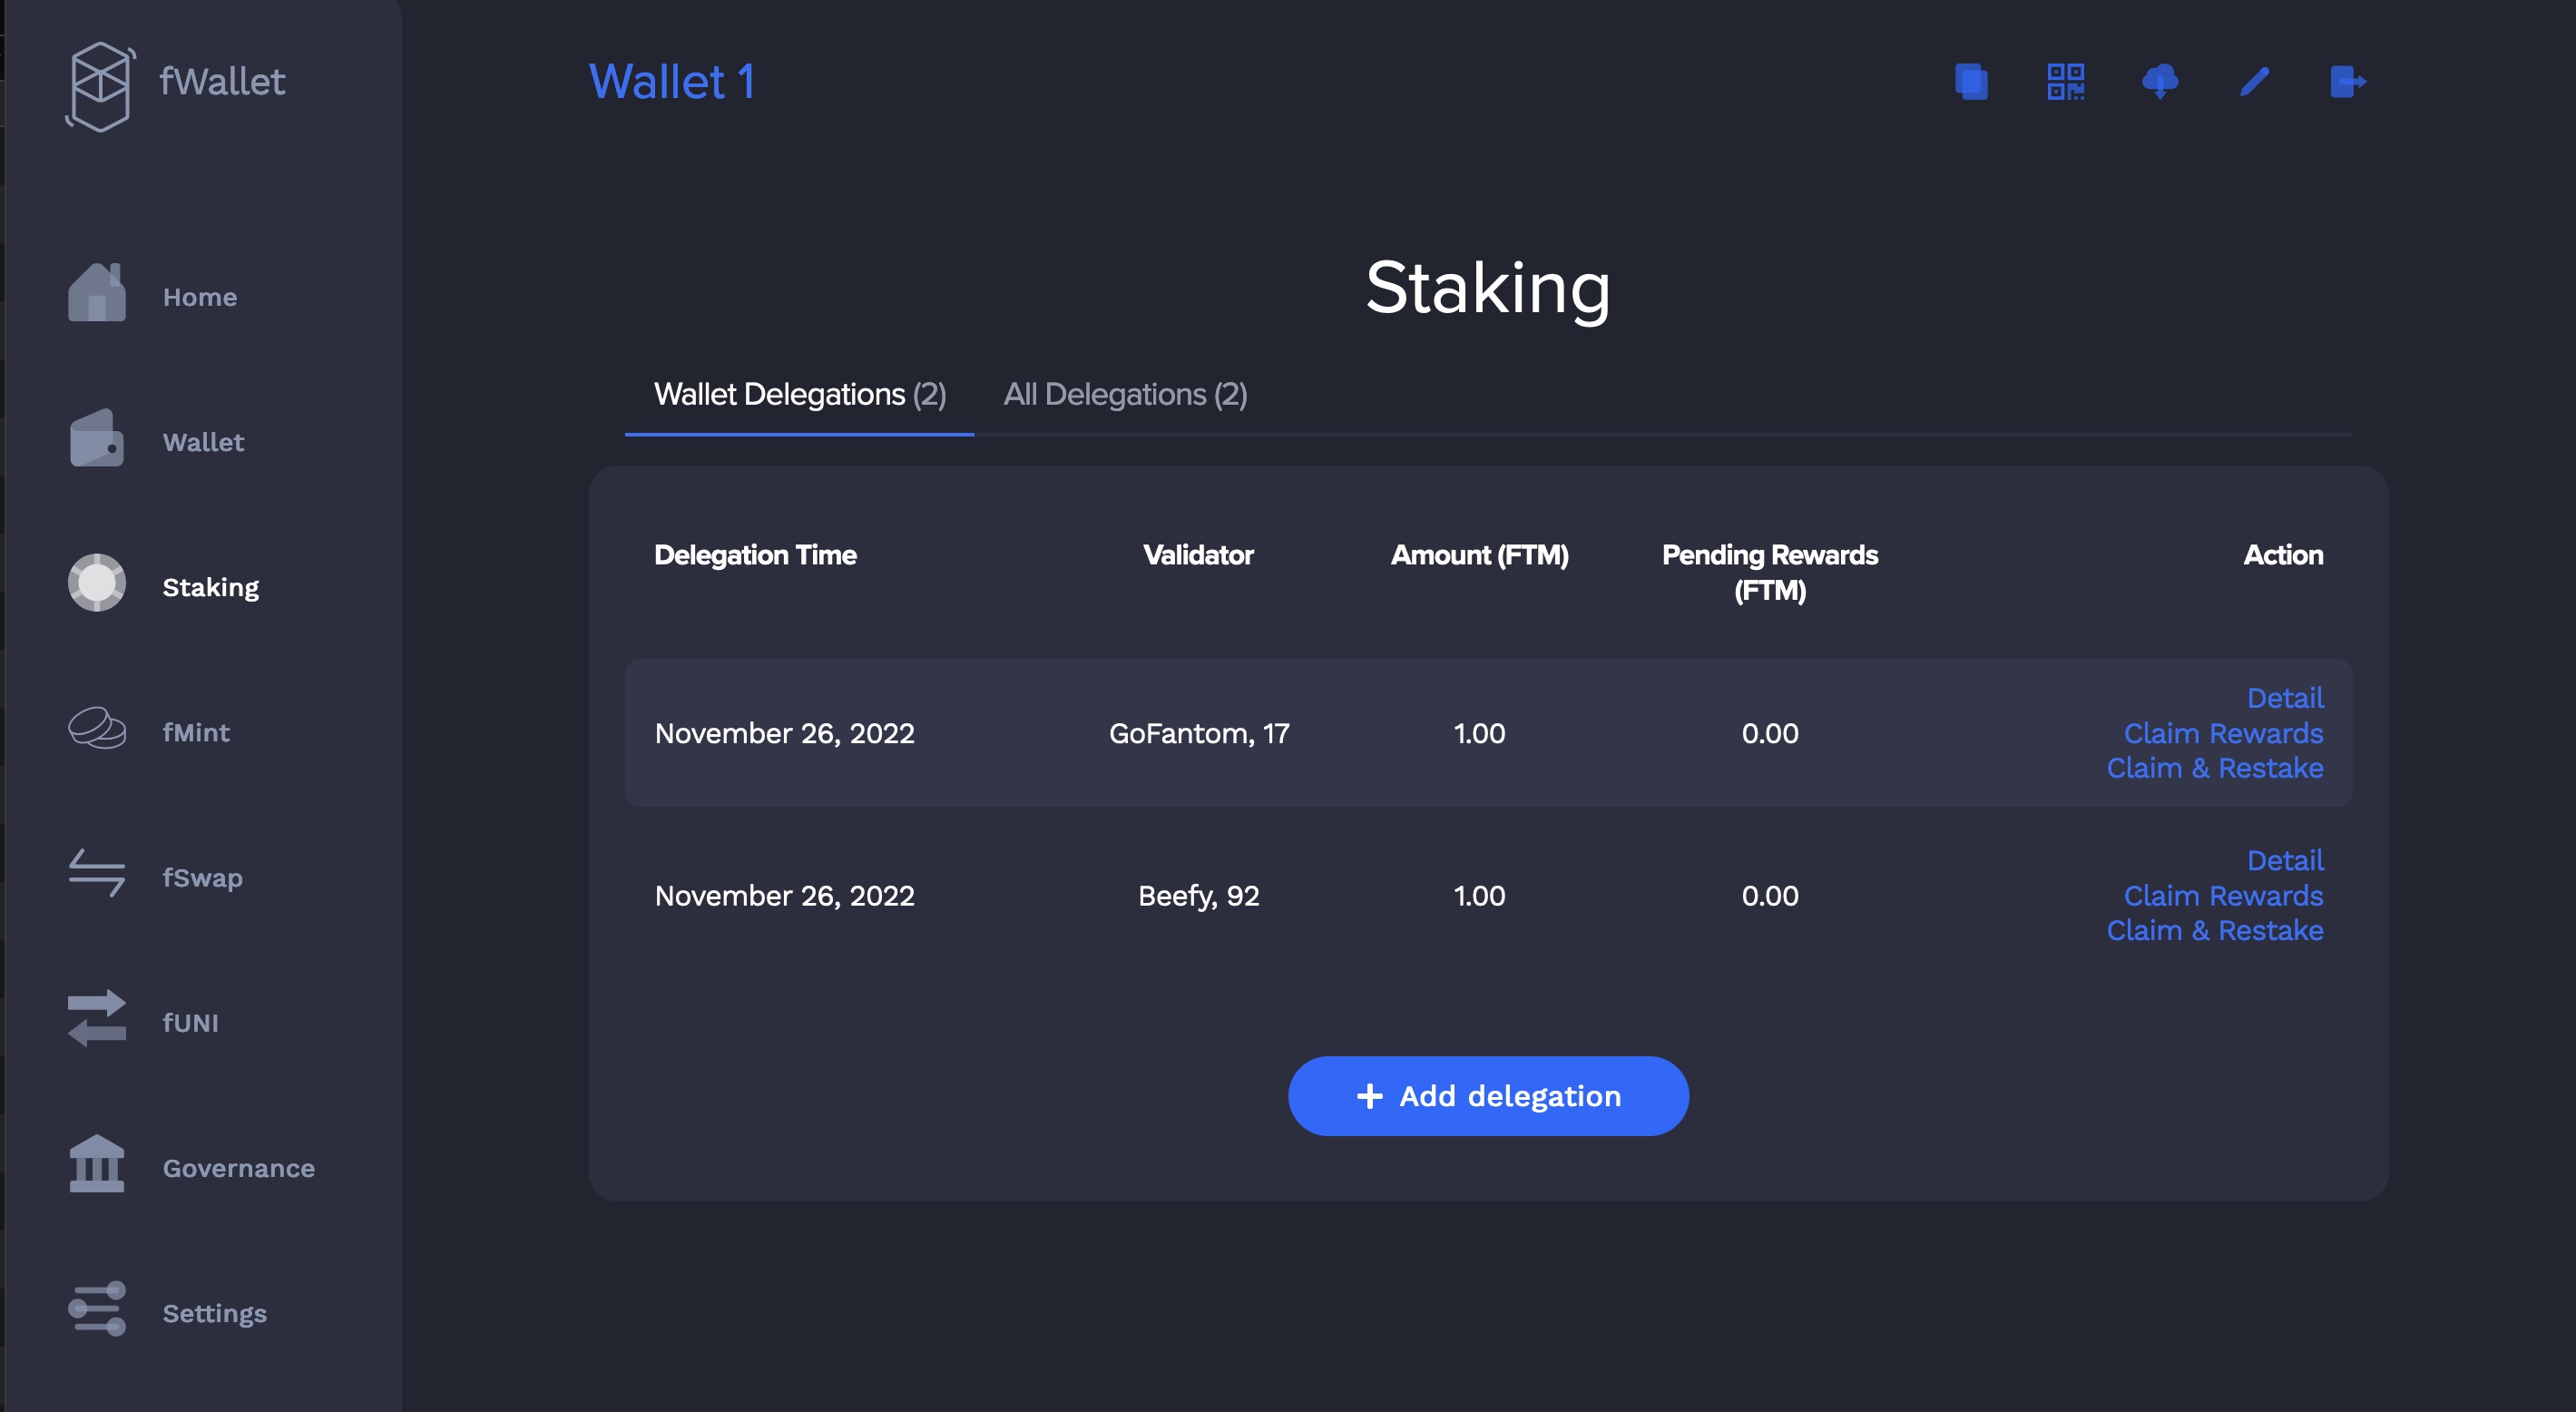 fWallet
Home
Wallet
Staking
fMint
fSwap
fUNI
Governance
Settings
Wallet 1
Staking
Wallet Delegations (2) All Delegations (2)
Delegation Time Validator Amount (FTM) Pending Rewards (FTM) Action
November 26, 2022 GoFantom, 17 1.00 0.00 Detail
Claim Rewards
Claim & Restake
November 26, 2022 Beefy, 92 1.00 0.00 Detail
Claim Rewards
Claim & Restake
+ Add delegation